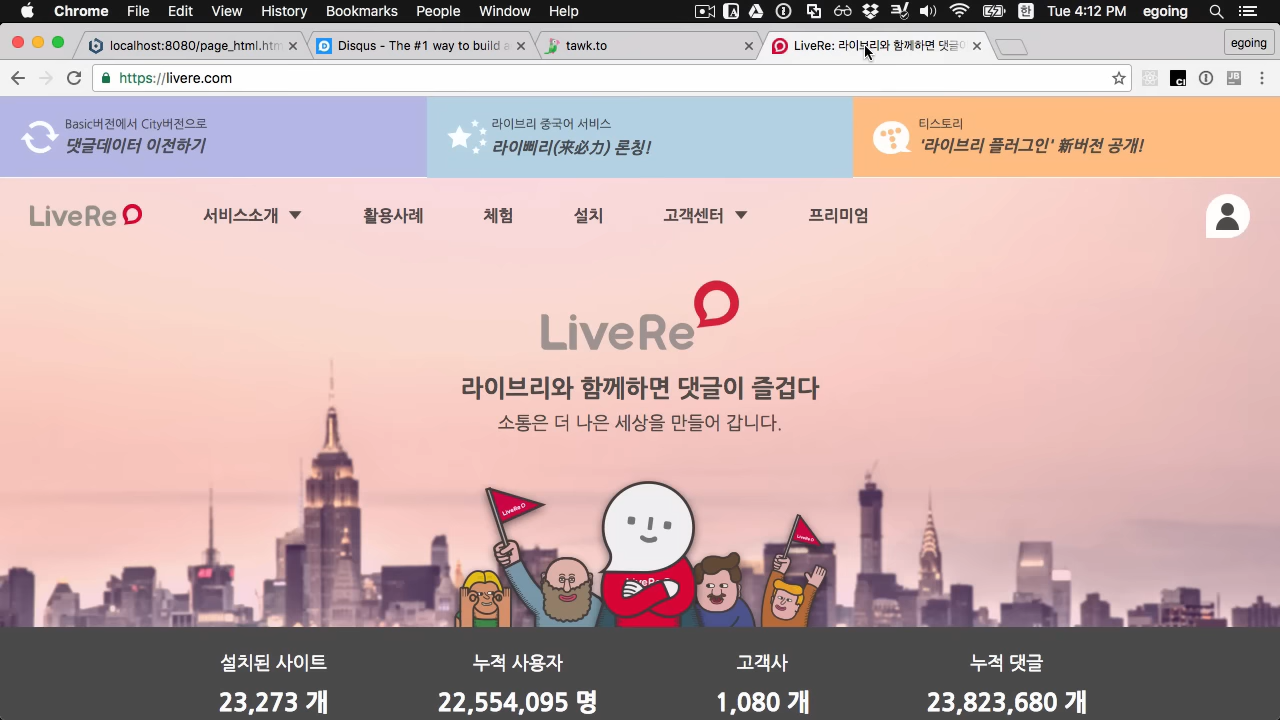 Chrome File Edit View History Bookmarks People Window Help Tue 4:12 PM egoing
localhost:8080/page_html.htm
Disqus - The #1 way to build a
tawk.to
LiveRe: 라이브리와 함께하면 댓글이
egoing
https://livere.com
Basic버전에서 City버전으로
댓글데이터 이전하기
라이브리 중국어 서비스
라이삐리(来必力) 론칭!
티스토리
'라이브리 플러그인' 新버전 공개!
LiveRe 서비스소개 활용사례 체험 설치 고객센터 프리미엄
LiveRe
라이브리와 함께하면 댓글이 즐겁다
소통은 더 나은 세상을 만들어 갑니다.
LiveRe
LiveRe
LiveRe
설치된 사이트 누적 사용자 고객사 누적 댓글
23,273 개 22,554,095 명 1,080 개 23,823,680 개